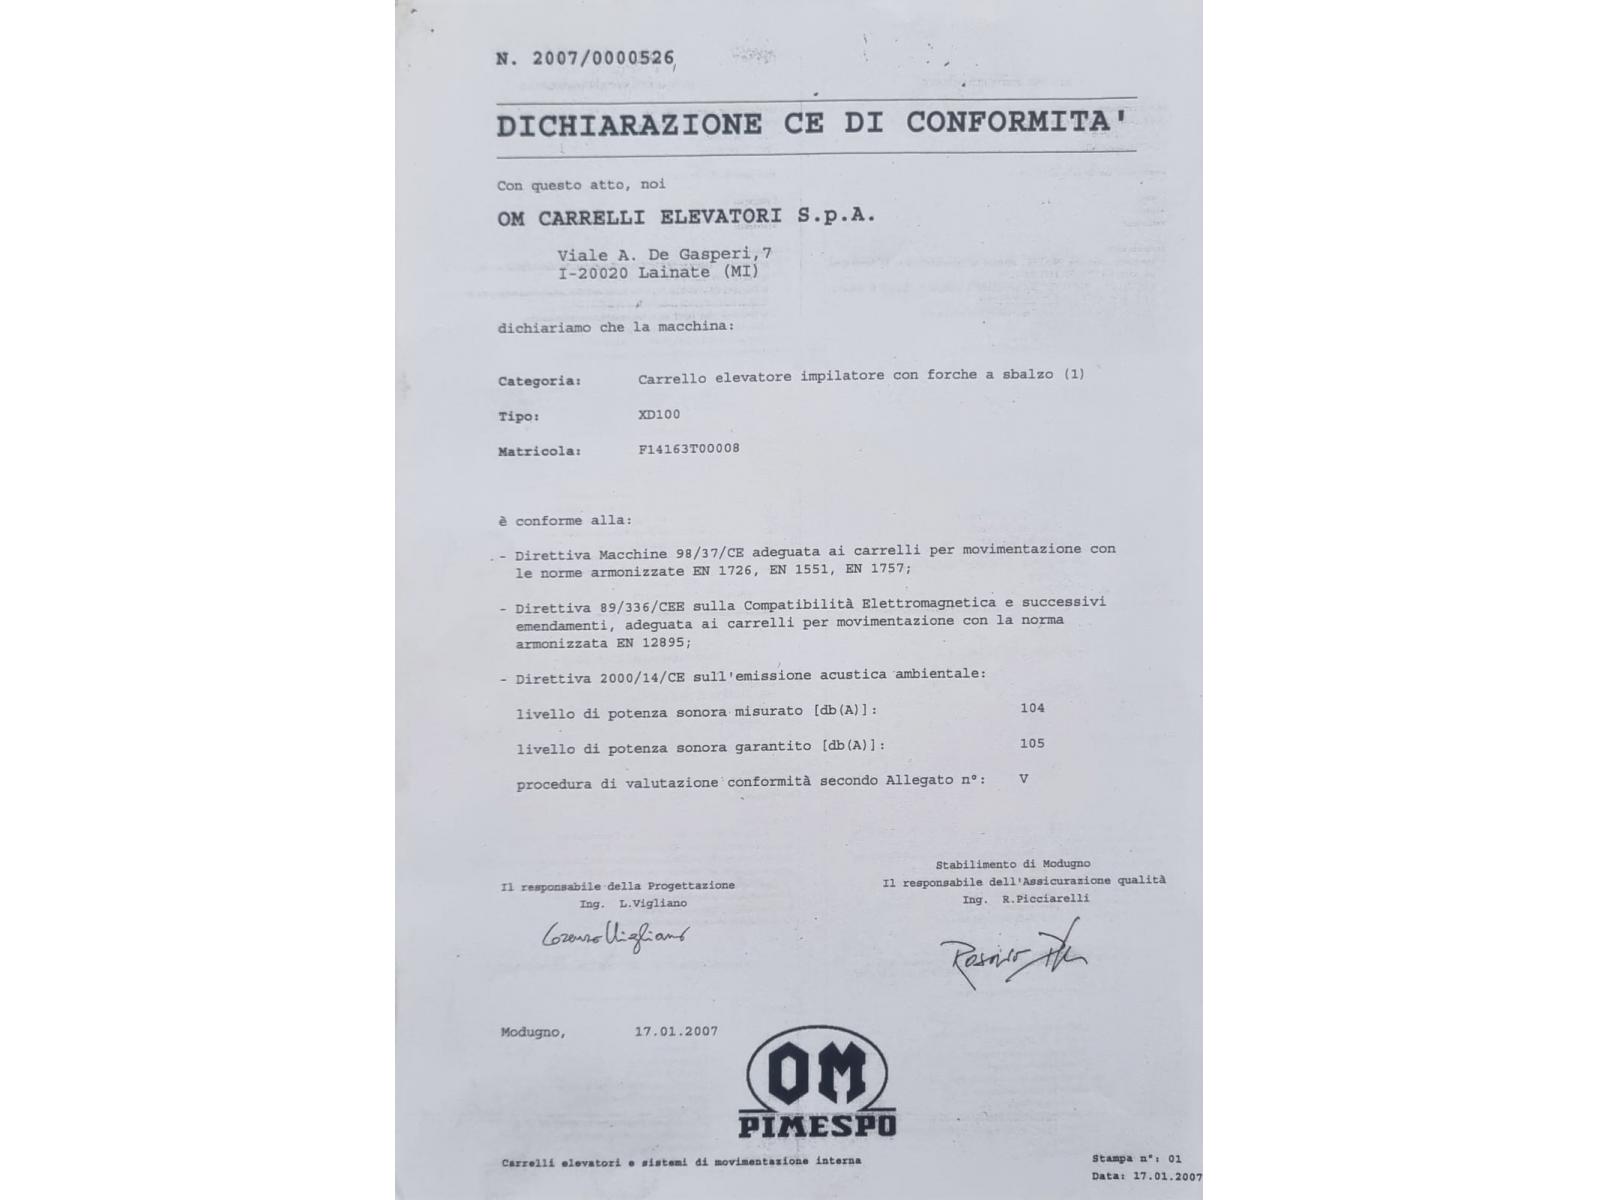 N. 2007/0000526
DICHIARAZIONE CE DI CONFORMITA'
Con questo atto, noi
OM CARRELLI ELEVATORI S.p.A.
Viale A. De Gasperi,7
I-20020 Lainate (MI)
dichiariamo che la macchina:
Categoria: Carrello elevatore impilatore con forche a sbalzo (1)
Tipo: XD100
Matricola: F14163T00008
è conforme alla:
- Direttiva Macchine 98/37/CE adeguata ai carrelli per movimentazione con
le norme armonizzate EN 1726, EN 1551, EN 1757;
- Direttiva 89/336/CEE sulla Compatibilità Elettromagnetica e successivi
emendamenti, adeguata ai carrelli per movimentazione con la norma
armonizzata EN 12895;
- Direttiva 2000/14/CE sull'emissione acustica ambientale:
livello di potenza sonora misurato [db(A)]: 104
livello di potenza sonora garantito [db(A)]: 105
procedura di valutazione conformità secondo Allegato n°: V
Stabilimento di Modugno
Il responsabile della Progettazione
Ing. L.Vigliano
Il responsabile dell'Assicurazione qualità
Ing. R.Picciarelli
Lorenzo Vigliano
Rosario
Modugno, 17.01.2007
OM
PIMESPO
Carrelli elevatori e sistemi di movimentazione interna
Stampa n°: 01
Data: 17.01.2007